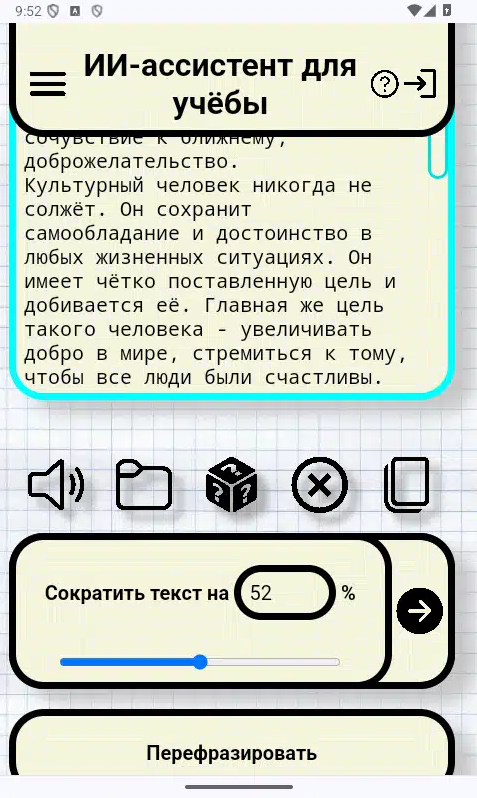 9:52
ИИ-ассистент для
учёбы
сочувствие к ближнему,
доброжелательство.
Культурный человек никогда не
солжёт. Он сохранит
самообладание и достоинство в
любых жизненных ситуациях. Он
имеет чётко поставленную цель и
добивается её. Главная же цель
такого человека - увеличивать
добро в мире, стремиться к тому,
чтобы все люди были счастливы.
Сократить текст на 52 %
Перефразировать